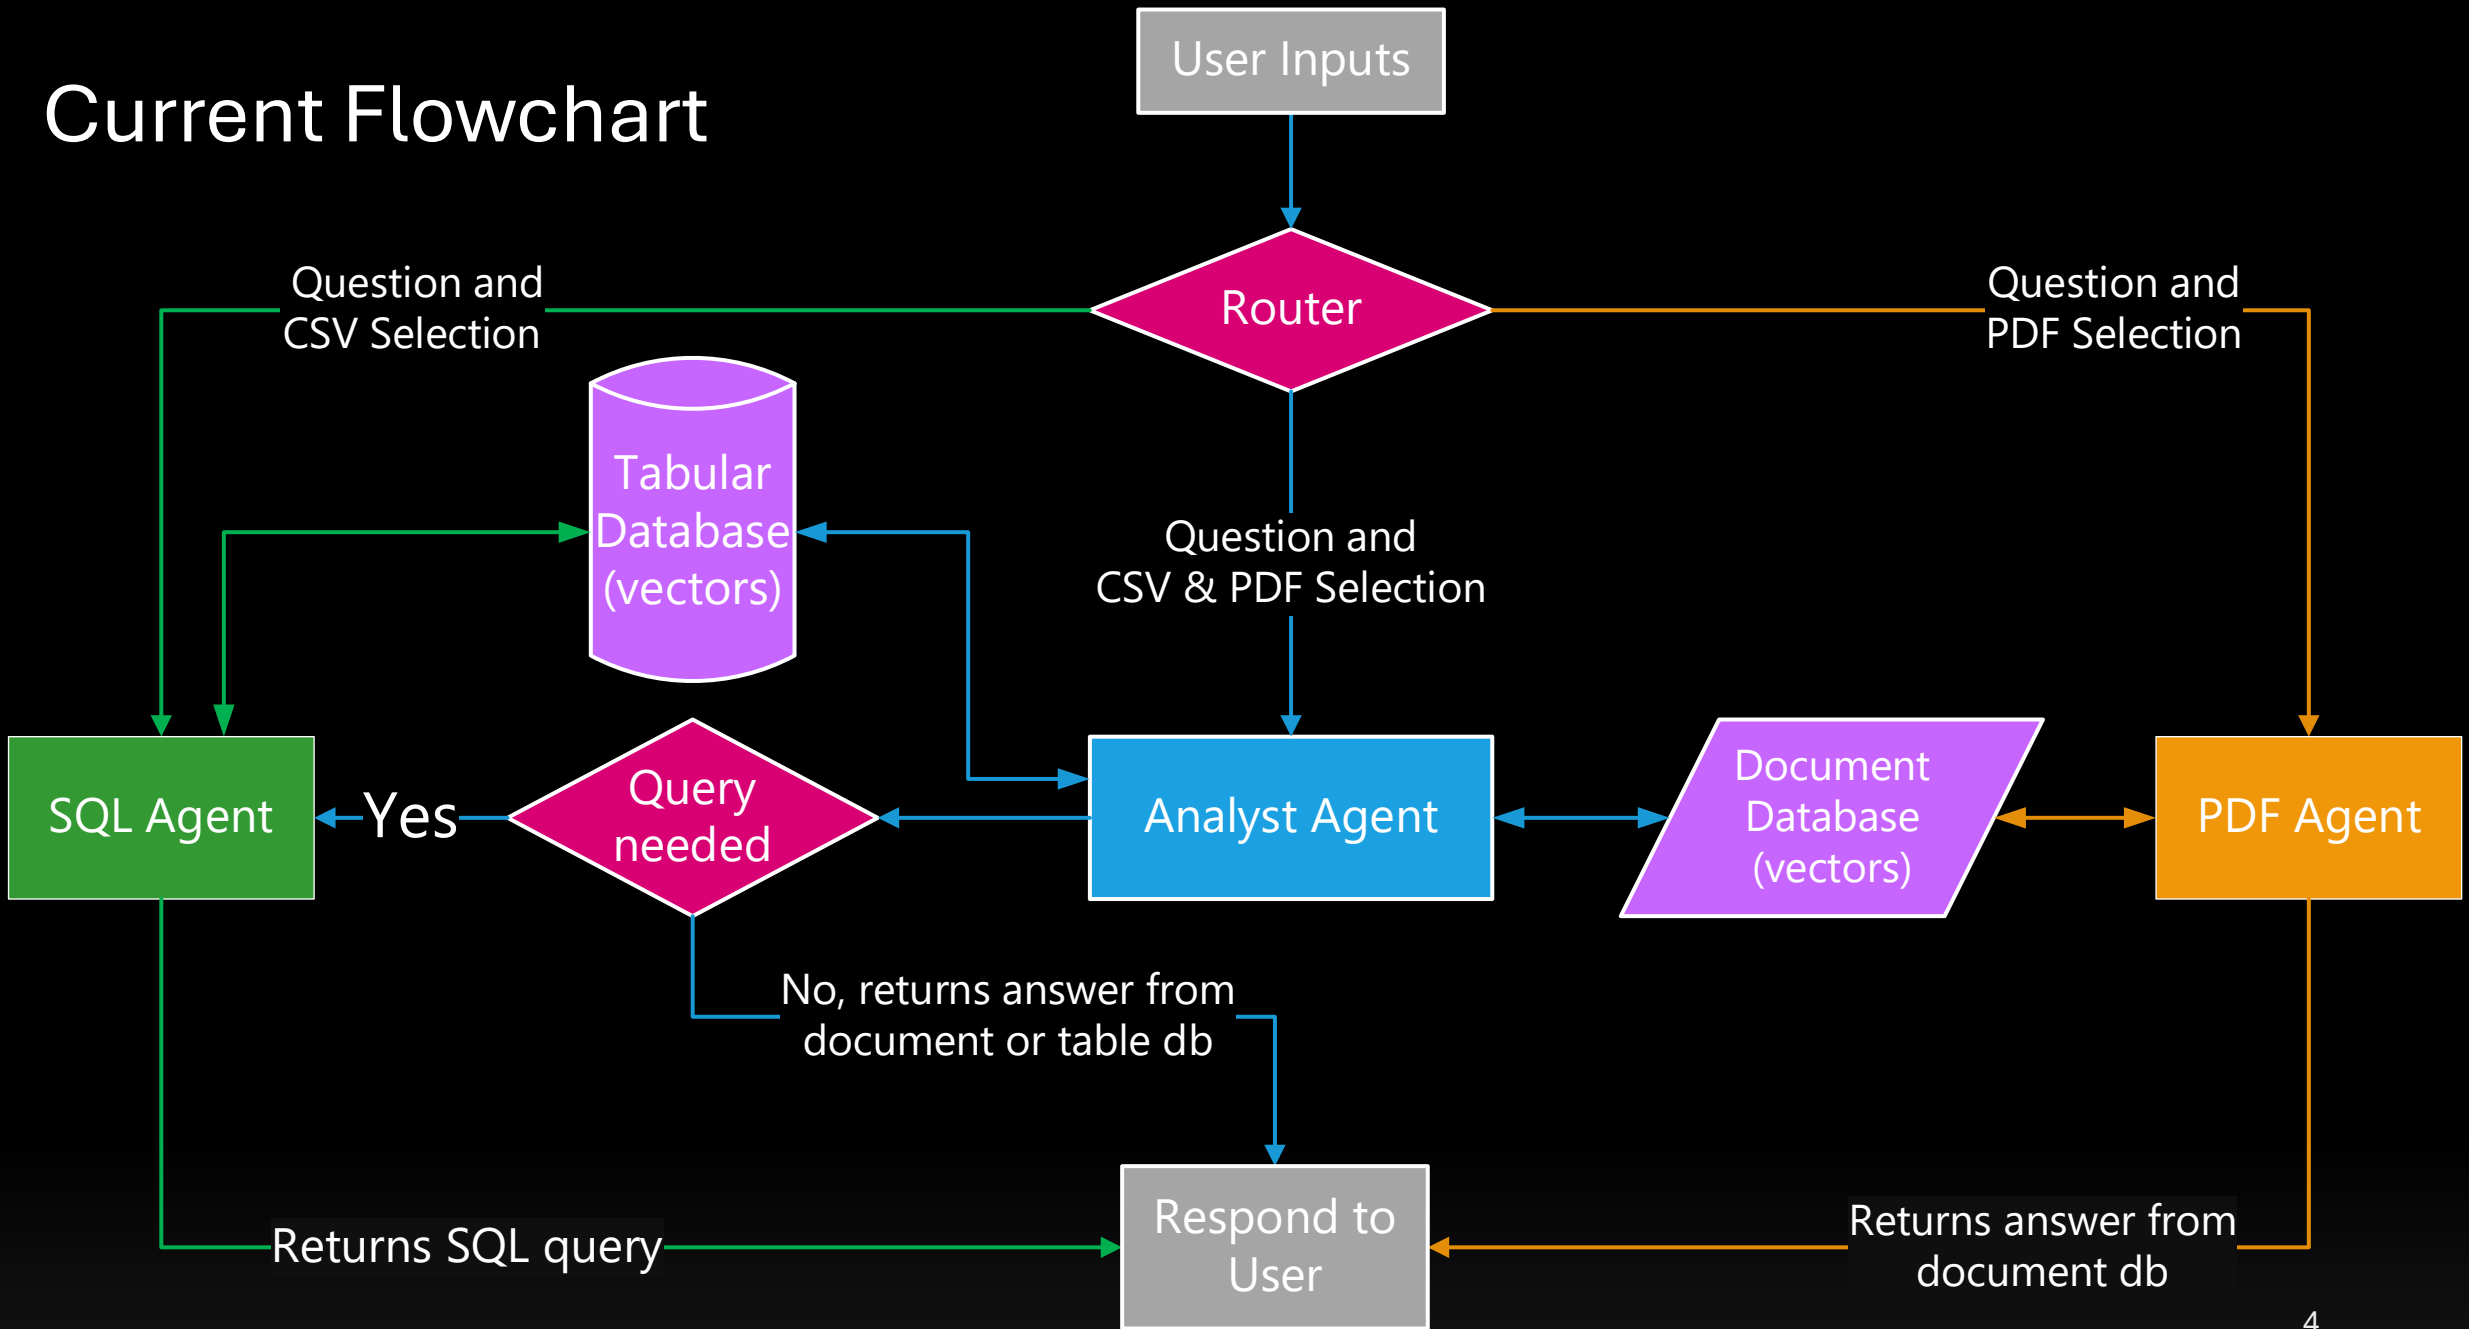 Current Flowchart
User Inputs
Router
Question and
CSV Selection
Question and
PDF Selection
Tabular
Database
(vectors)
Question and
CSV & PDF Selection
SQL Agent
Yes
Query
needed
Analyst Agent
Document
Database
(vectors)
PDF Agent
No, returns answer from
document or table db
Returns SQL query
Respond to
User
Returns answer from
document db
4